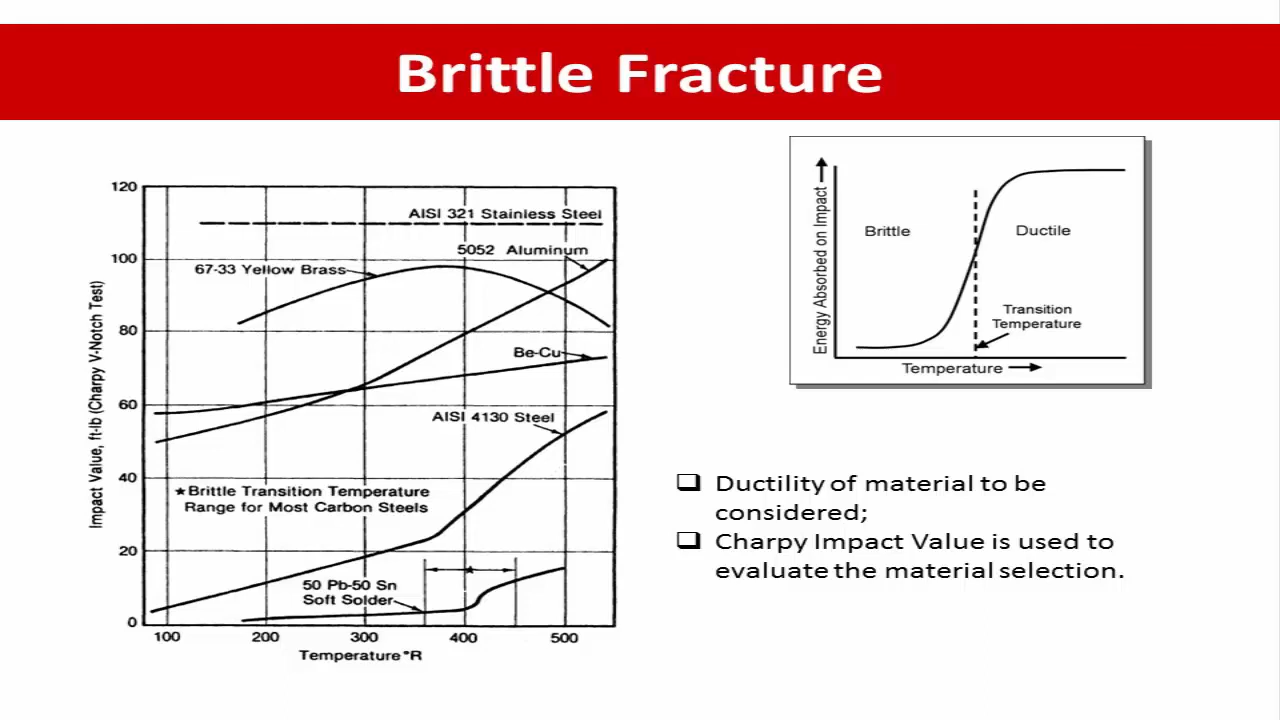 Brittle Fracture
120
100
80
60
40
20
0
Impact Value, ft-lb (Charpy V-Notch Test)
AISI 321 Stainless Steel
5052 Aluminum
67-33 Yellow Brass
Be-Cu
AISI 4130 Steel
★Brittle Transition Temperature
Range for Most Carbon Steels
★
50 Pb-50 Sn
Soft Solder
100 200 300 400 500
Temperature °R
Energy Absorbed on Impact
Brittle
Ductile
Transition
Temperature
Temperature
❑ Ductility of material to be
considered;
❑ Charpy Impact Value is used to
evaluate the material selection.